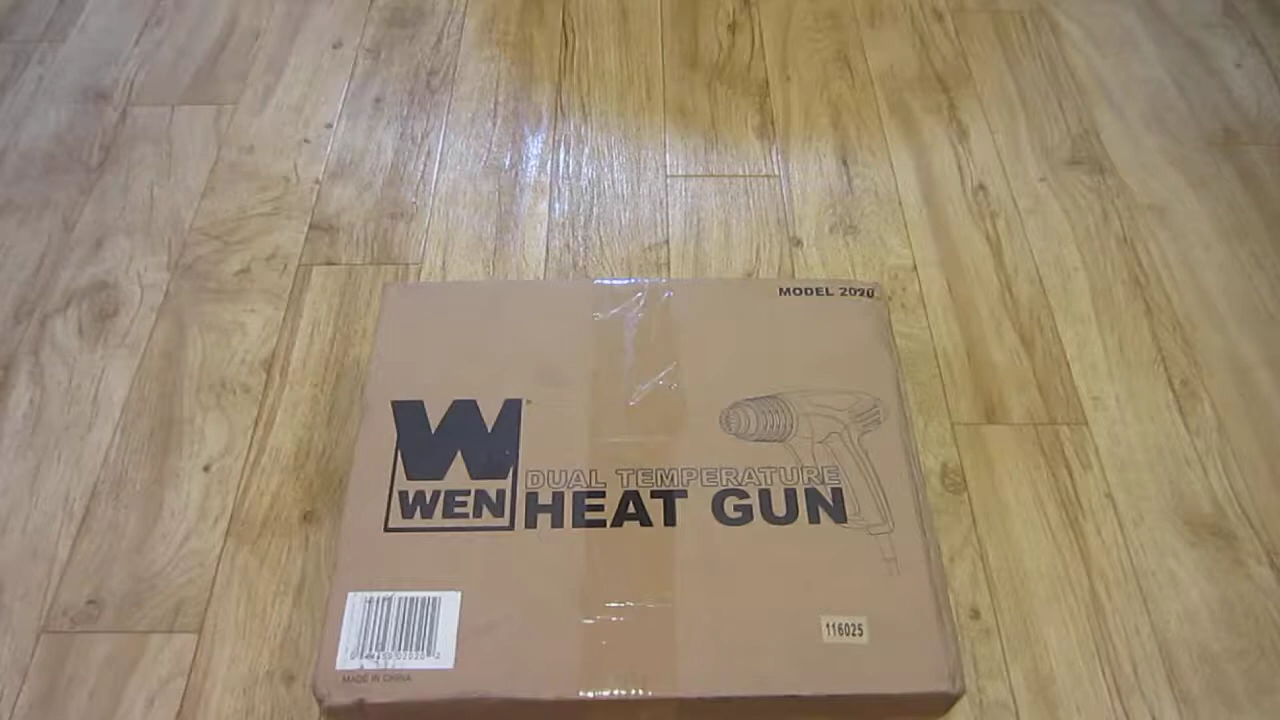 MODEL 2020
W
WEN
DUAL TEMPERATURE
HEAT GUN
116025
MADE IN CHINA